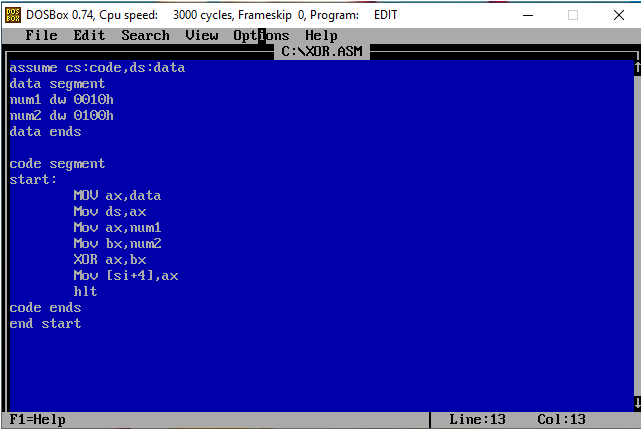 DOS
BOX
DOSBox 0.74, Cpu speed: 3000 cycles, Frameskip 0, Program: EDIT
File Edit Search View Options Help
C:\XOR.ASM
assume cs:code,ds:data
data segment
num1 dw 0010h
num2 dw 0100h
data ends
code segment
start:
MOV ax,data
Mov ds,ax
Mov ax,num1
Mov bx,num2
XOR ax,bx
Mov [si+4],ax
hlt
code ends
end start
F1=Help Line:13 Col:13